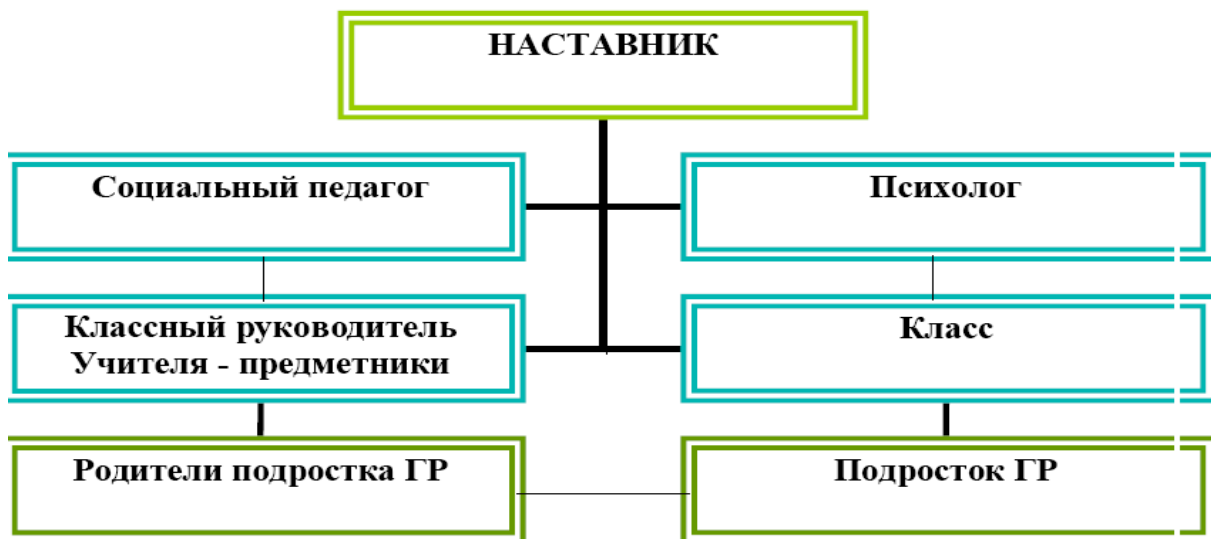 НАСТАВНИК
Социальный педагог
Психолог
Классный руководитель
Учителя - предметники
Класс
Родители подростка ГР
Подросток ГР